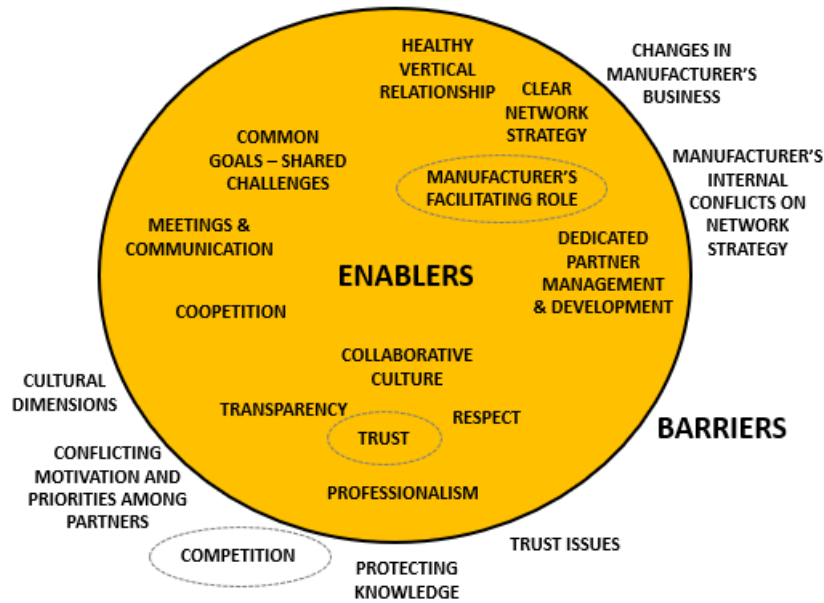 HEALTHY
VERTICAL
RELATIONSHIP
CLEAR
NETWORK
STRATEGY
CHANGES IN
MANUFACTURER'S
BUSINESS
COMMON
GOALS – SHARED
CHALLENGES
MANUFACTURER'S
FACILITATING ROLE
MANUFACTURER'S
INTERNAL
CONFLICTS ON
NETWORK
STRATEGY
MEETINGS &
COMMUNICATION
DEDICATED
PARTNER
MANAGEMENT
& DEVELOPMENT
ENABLERS
COOPETITION
COLLABORATIVE
CULTURE
CULTURAL
DIMENSIONS
TRANSPARENCY
RESPECT
TRUST
BARRIERS
CONFLICTING
MOTIVATION AND
PRIORITIES AMONG
PARTNERS
PROFESSIONALISM
COMPETITION
TRUST ISSUES
PROTECTING
KNOWLEDGE